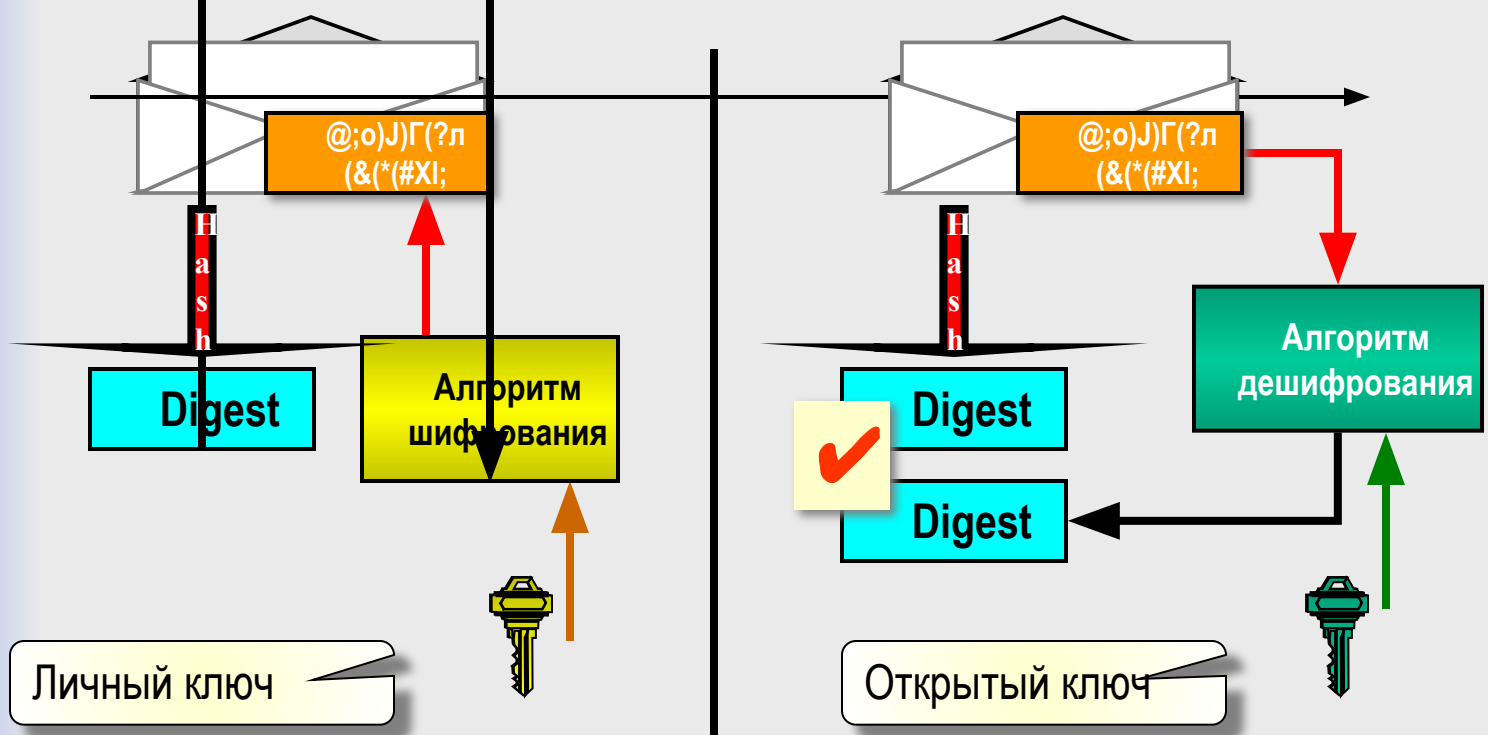 @;o)J)Г(?л
(&(*(#XI;
H
a
s
h
Digest
Алгоритм
шифрования
Личный ключ
@;o)J)Г(?л
(&(*(#XI;
H
a
s
h
Алгоритм
дешифрования
Digest
✔
Digest
Открытый ключ